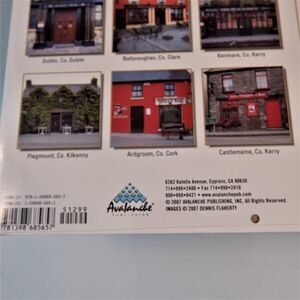 Dublin, Co. Dublin
Ballyvaughan, Co. Clare
Kenmare, Co. Kerry
Flagmount, Co. Kilkenny
Ardgroom, Co. Cork
Castlemaine, Co. Kerry
Avalanche
PUBLISHING
6262 Katella Avenue, Cypress, CA 90630
714•898•2400 • Fax 714•898•2410
www.avalanchepub.com
© 2007 AVALANCHE PUBLISHING, INC. All Rights Reserved.
IMAGES © 2007 DENNIS FLAHERTY
51299